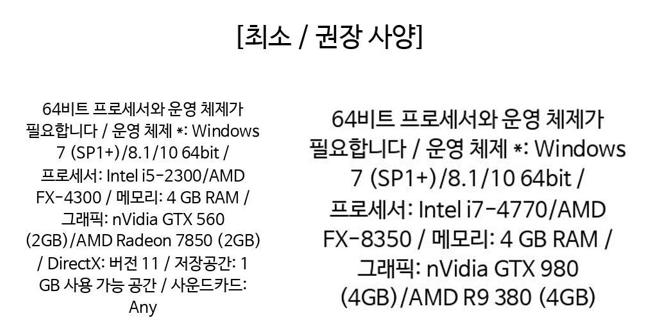 [최소 / 권장 사양]
64비트 프로세서와 운영 체제가
필요합니다 / 운영 체제 *: Windows
7 (SP1+)/8.1/10 64bit /
프로세서: Intel i5-2300/AMD
FX-4300 / 메모리: 4 GB RAM /
그래픽: nVidia GTX 560
(2GB)/AMD Radeon 7850 (2GB)
/ DirectX: 버전 11 / 저장공간: 1
GB 사용 가능 공간 / 사운드카드:
Any
64비트 프로세서와 운영 체제가
필요합니다 / 운영 체제 *: Windows
7 (SP1+)/8.1/10 64bit /
프로세서: Intel i7-4770/AMD
FX-8350 / 메모리: 4 GB RAM /
그래픽: nVidia GTX 980
(4GB)/AMD R9 380 (4GB)